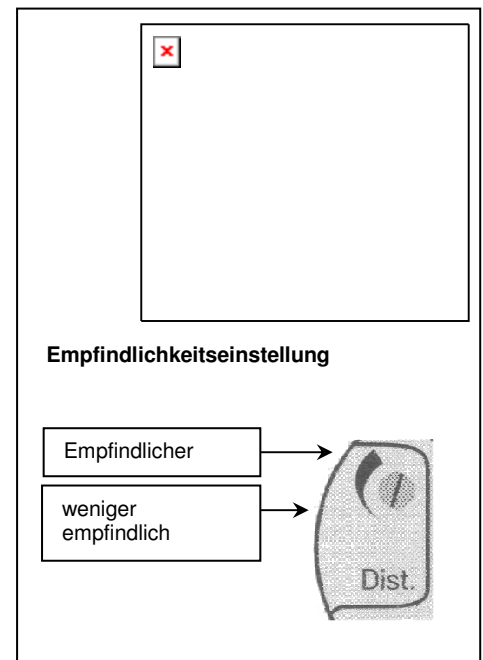 Empfindlichkeitseinstellung
Empfindlicher
weniger
empfindlich
Dist.